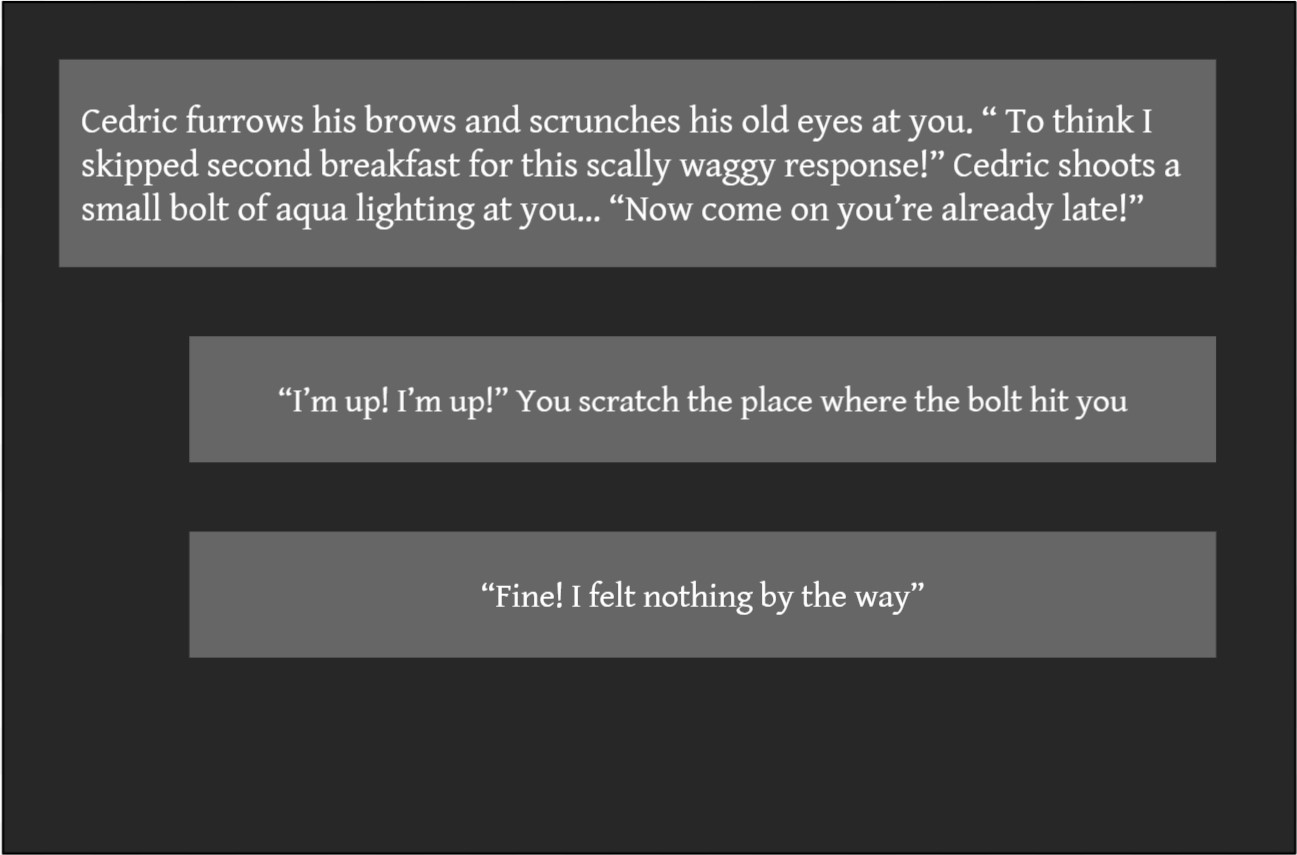 Cedric furrows his brows and scrunches his old eyes at you. “ To think I
skipped second breakfast for this scally waggy response!” Cedric shoots a
small bolt of aqua lighting at you... “Now come on you’re already late!”
“I’m up! I’m up!” You scratch the place where the bolt hit you
“Fine! I felt nothing by the way”